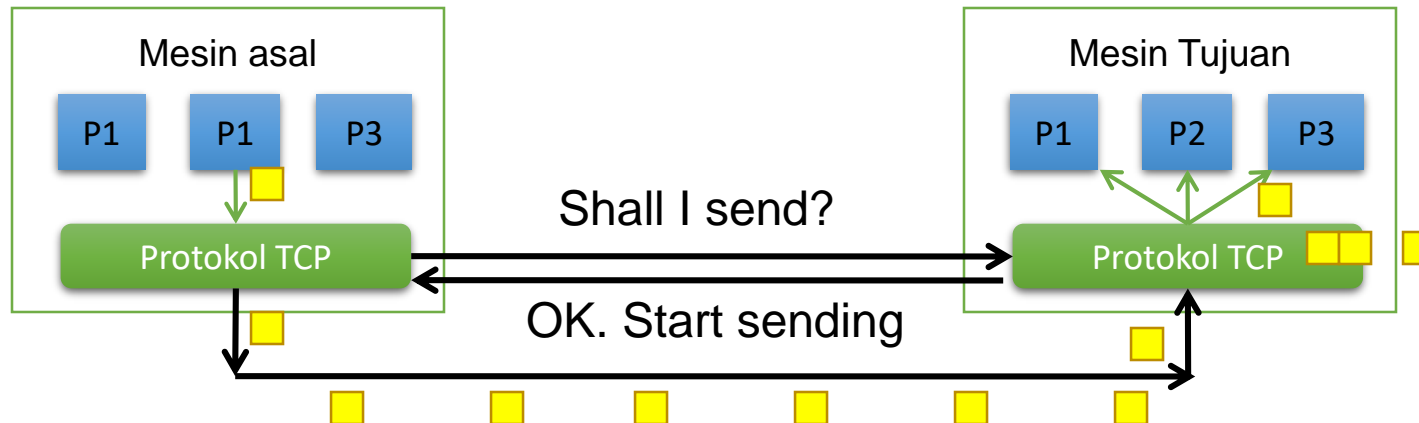 Mesin asal
P1
P1
P3
Protokol TCP
Shall I send?
OK. Start sending
Mesin Tujuan
P1
P2
P3
Protokol TCP